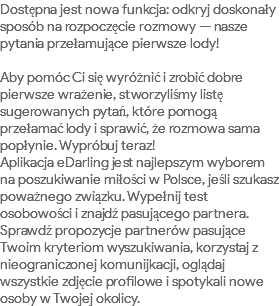 Dostępna jest nowa funkcja: odkryj doskonały
sposób na rozpoczęcie rozmowy — nasze
pytania przełamujące pierwsze lody!

Aby pomóc Ci się wyróżnić i zrobić dobre
pierwsze wrażenie, stworzyliśmy listę
sugerowanych pytań, które pomogą
przełamać lody i sprawić, że rozmowa sama
popłynie. Wypróbuj teraz!
Aplikacja eDarling jest najlepszym wyborem
na poszukiwanie miłości w Polsce, jeśli szukasz
poważnego związku. Wypełnij test
osobowości i znajdź pasującego partnera.
Sprawdź propozycje partnerów pasujące
Twoim kryteriom wyszukiwania, korzystaj z
nieograniczonej komunijkacji, oglądaj
wszystkie zdjęcie profilowe i spotykali nowe
osoby w Twojej okolicy.